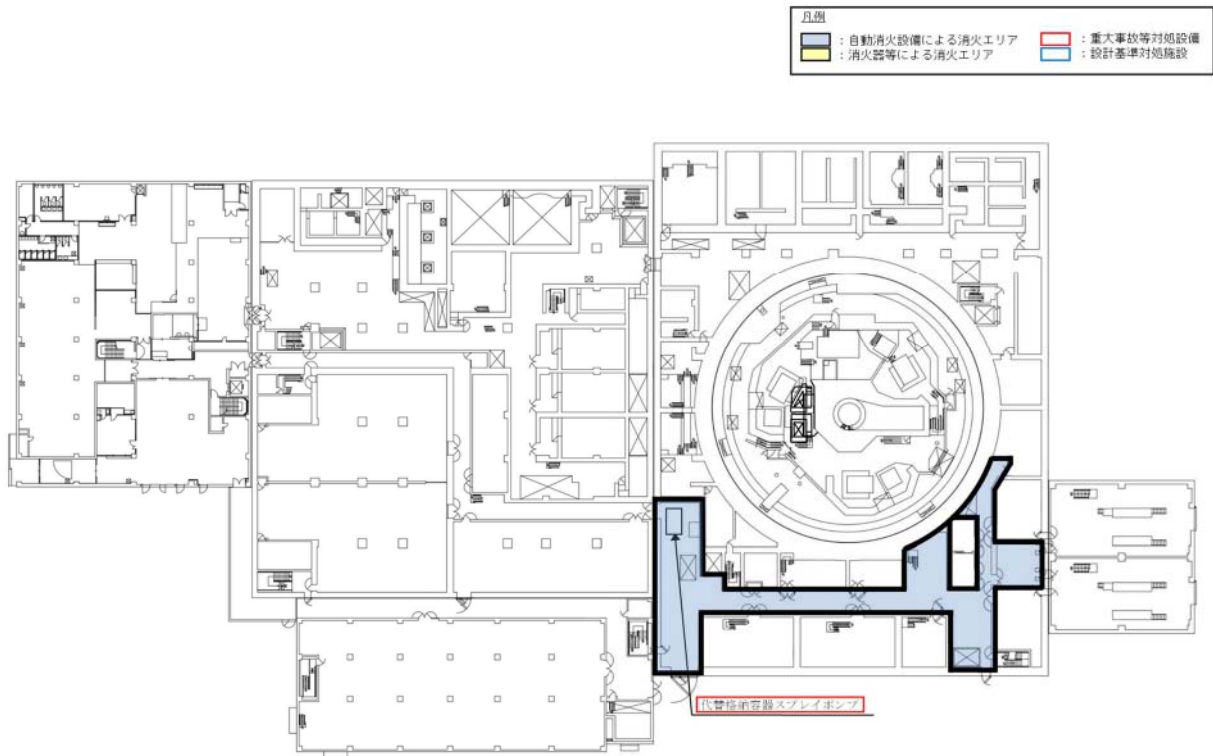 凡例
：自動消火設備による消火エリア
：重大事故等対処設備
：消火器等による消火エリア
：設計基準対処施設
代替格納容器スプレイポンプ